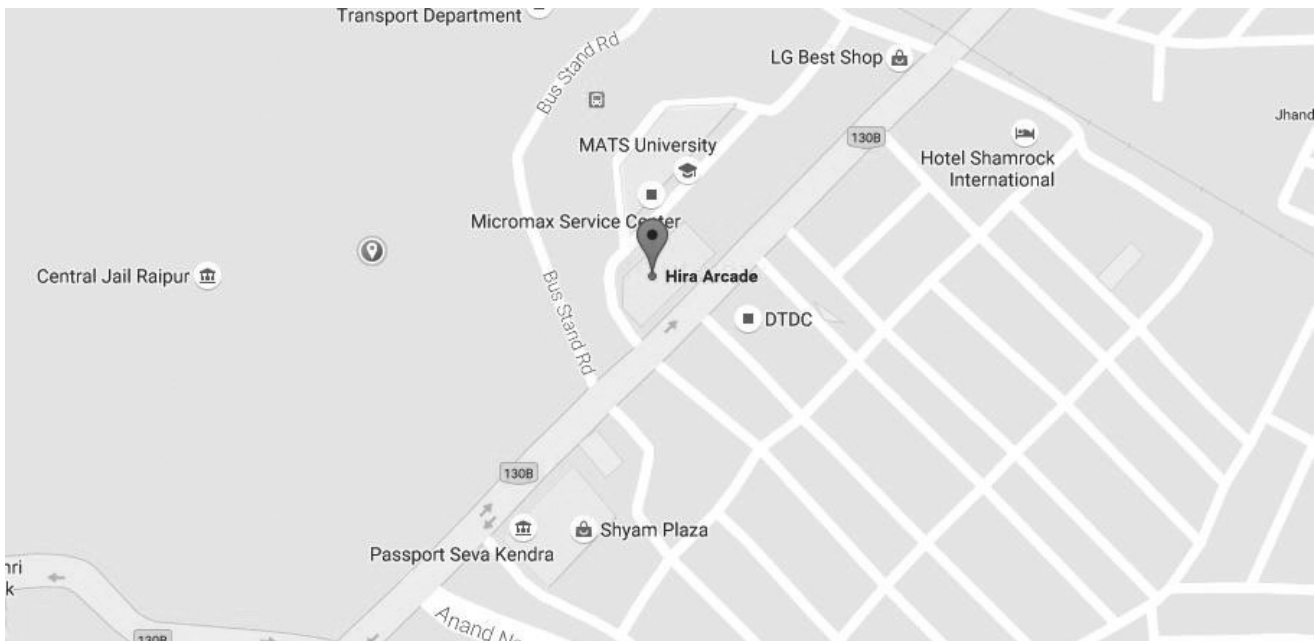 Transport Department
Bus Stand Rd
LG Best Shop
Jhand
130B
MATS University
Hotel Shamrock
International
Micromax Service Center
Central Jail Raipur
Hira Arcade
Bus Stand Rd
DTDC
130B
Shyam Plaza
Passport Seva Kendra
hri
k
Anand N
130B